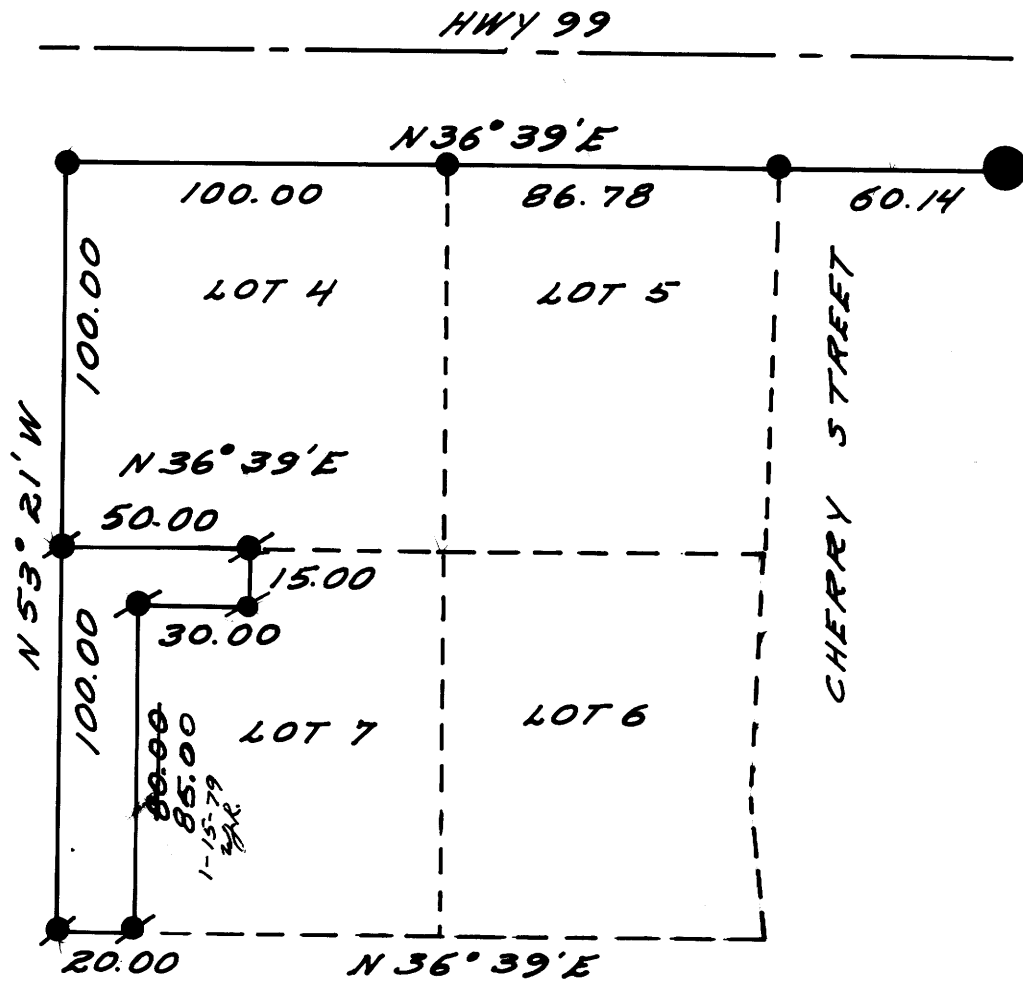 HWY 99
N 36° 39' E
100.00
86.78
60.14
100.00
LOT 4
LOT 5
CHERRY STREET
N 53° 21' W
N 36° 39' E
50.00
15.00
30.00
100.00
LOT 7
LOT 6
80.00
85.00
1-15-79
20.00
N 36° 39' E